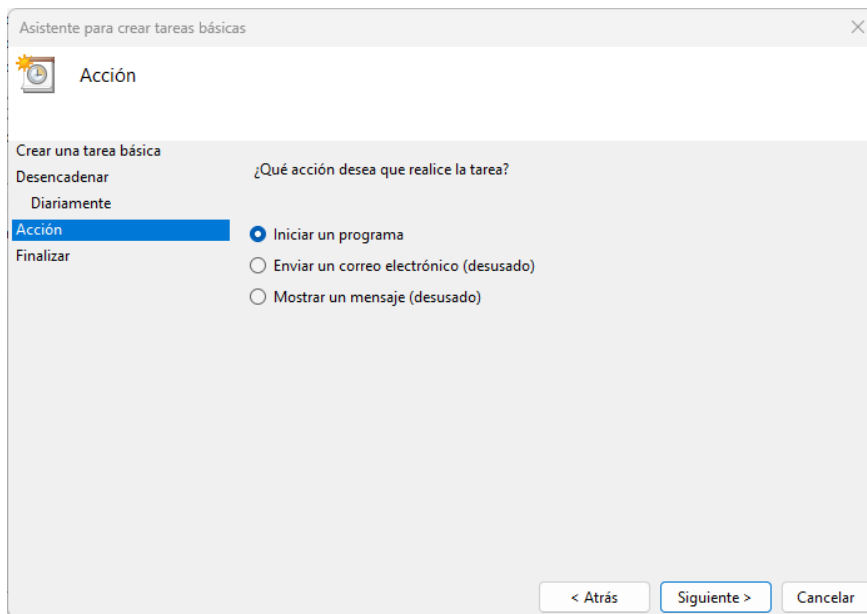 Asistente para crear tareas básicas
Acción
Crear una tarea básica
Desencadenar
Diariamente
Acción
Finalizar
¿Qué acción desea que realice la tarea?
Iniciar un programa
Enviar un correo electrónico (desusado)
Mostrar un mensaje (desusado)
< Atrás
Siguiente >
Cancelar